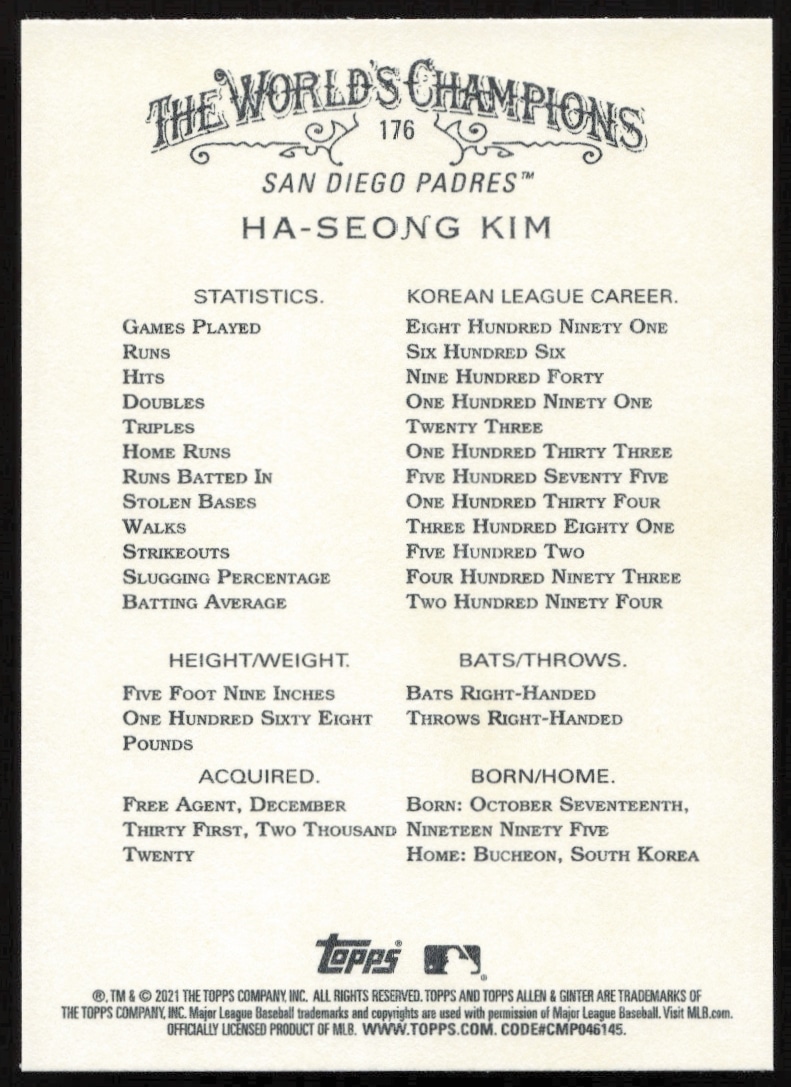 THE WORLD'S CHAMPIONS
176
SAN DIEGO PADRES™
HA-SEONG KIM
STATISTICS. KOREAN LEAGUE CAREER.
GAMES PLAYED EIGHT HUNDRED NINETY ONE
RUNS SIX HUNDRED SIX
HITS NINE HUNDRED FORTY
DOUBLES ONE HUNDRED NINETY ONE
TRIPLES TWENTY THREE
HOME RUNS ONE HUNDRED THIRTY THREE
RUNS BATTED IN FIVE HUNDRED SEVENTY FIVE
STOLEN BASES ONE HUNDRED THIRTY FOUR
WALKS THREE HUNDRED EIGHTY ONE
STRIKEOUTS FIVE HUNDRED TWO
SLUGGING PERCENTAGE FOUR HUNDRED NINETY THREE
BATTING AVERAGE TWO HUNDRED NINETY FOUR
HEIGHT/WEIGHT. BATS/THROWS.
FIVE FOOT NINE INCHES BATS RIGHT-HANDED
ONE HUNDRED SIXTY EIGHT THROWS RIGHT-HANDED
POUNDS
ACQUIRED. BORN/HOME.
FREE AGENT, DECEMBER BORN: OCTOBER SEVENTEENTH,
THIRTY FIRST, TWO THOUSAND NINETEEN NINETY FIVE
TWENTY HOME: BUCHEON, SOUTH KOREA
Topps®
®, TM & © 2021 THE TOPPS COMPANY, INC. ALL RIGHTS RESERVED. TOPPS AND TOPPS ALLEN & GINTER ARE TRADEMARKS OF
THE TOPPS COMPANY, INC. Major League Baseball trademarks and copyrights are used with permission of Major League Baseball. Visit MLB.com.
OFFICIALLY LICENSED PRODUCT OF MLB. WWW.TOPPS.COM. CODE#CMP046145.